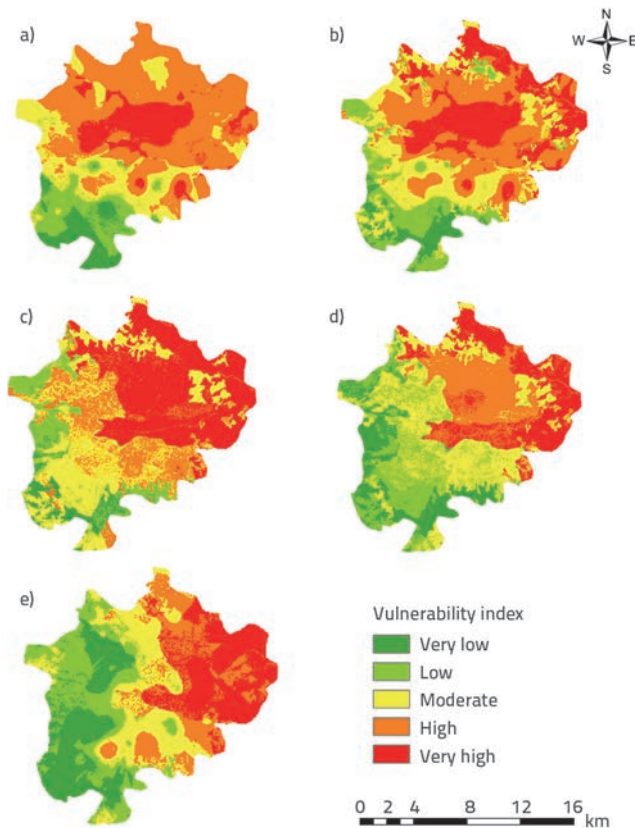 a)
b)
N
W E
S
c)
d)
e)
Vulnerability index
Very low
Low
Moderate
High
Very high
0 2 4 8 12 16
km